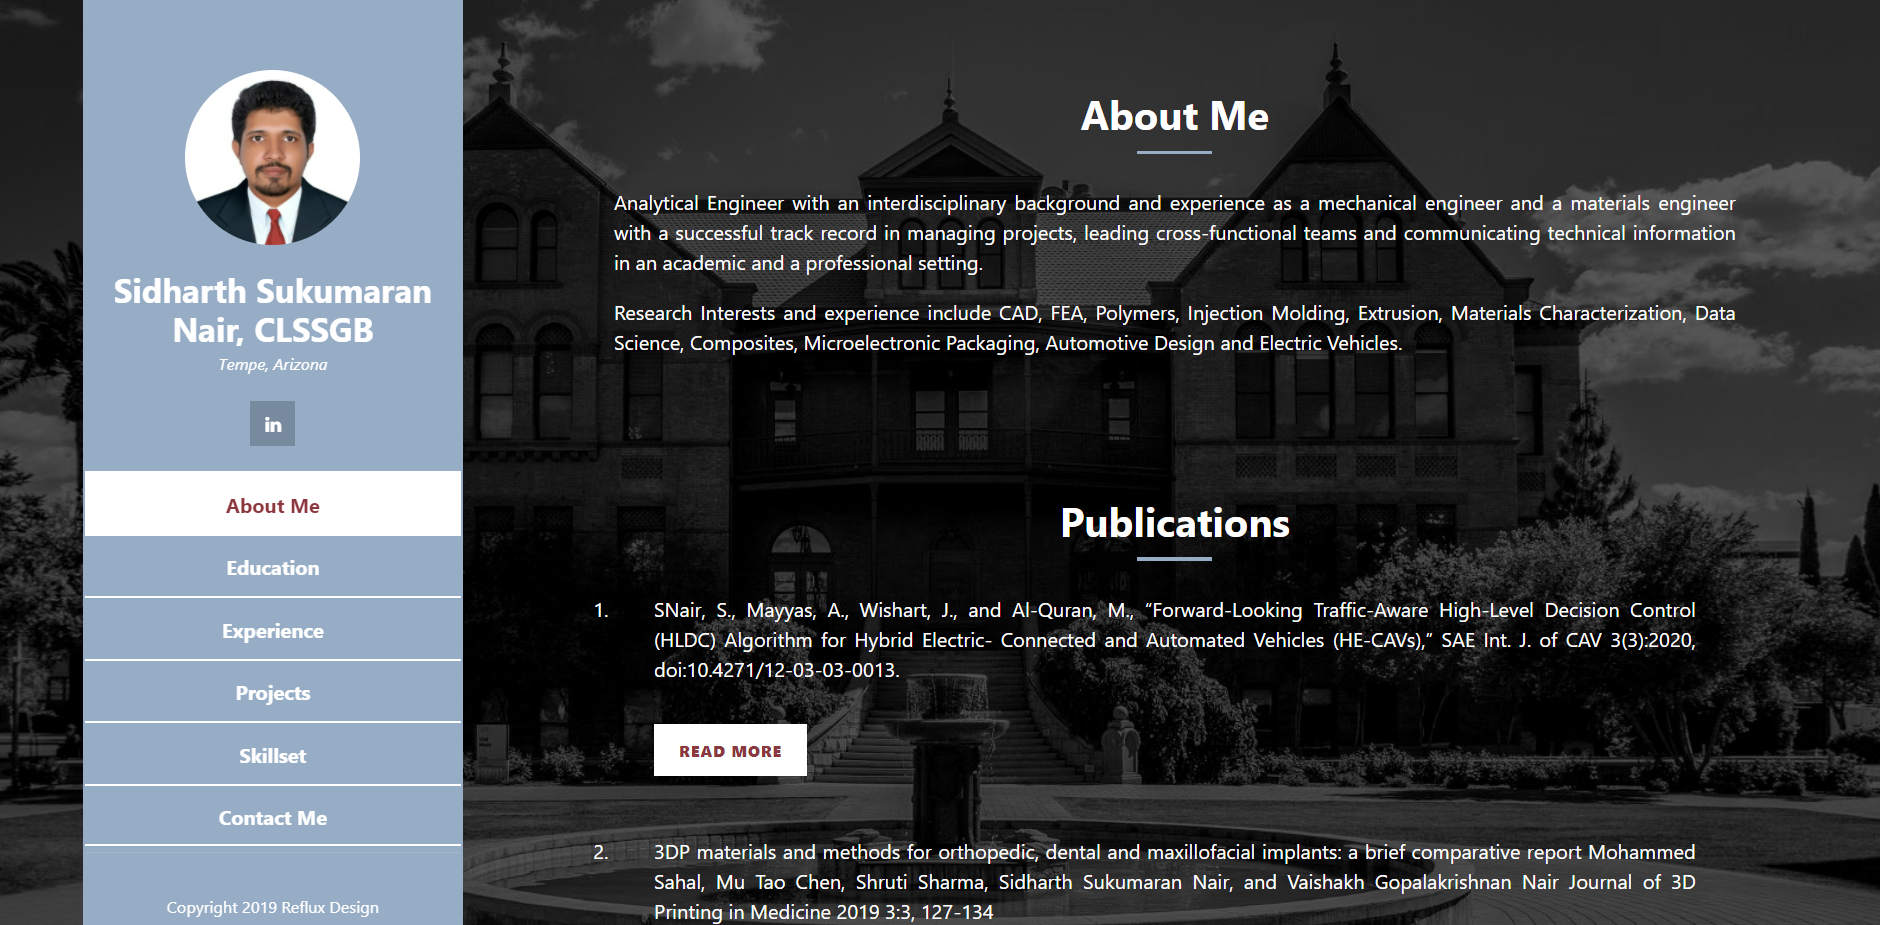 Sidharth Sukumaran
Nair, CLSSGB
Tempe, Arizona
in
About Me
Education
Experience
Projects
Skillset
Contact Me
Copyright 2019 Reflux Design
About Me
Analytical Engineer with an interdisciplinary background and experience as a mechanical engineer and a materials engineer
with a successful track record in managing projects, leading cross-functional teams and communicating technical information
in an academic and a professional setting.
Research Interests and experience include CAD, FEA, Polymers, Injection Molding, Extrusion, Materials Characterization, Data
Science, Composites, Microelectronic Packaging, Automotive Design and Electric Vehicles.
Publications
1. SNair, S., Mayyas, A., Wishart, J., and Al-Quran, M., “Forward-Looking Traffic-Aware High-Level Decision Control
(HLDC) Algorithm for Hybrid Electric- Connected and Automated Vehicles (HE-CAVs),” SAE Int. J. of CAV 3(3):2020,
doi:10.4271/12-03-03-0013.
READ MORE
2. 3DP materials and methods for orthopedic, dental and maxillofacial implants: a brief comparative report Mohammed
Sahal, Mu Tao Chen, Shruti Sharma, Sidharth Sukumaran Nair, and Vaishakh Gopalakrishnan Nair Journal of 3D
Printing in Medicine 2019 3:3, 127-134